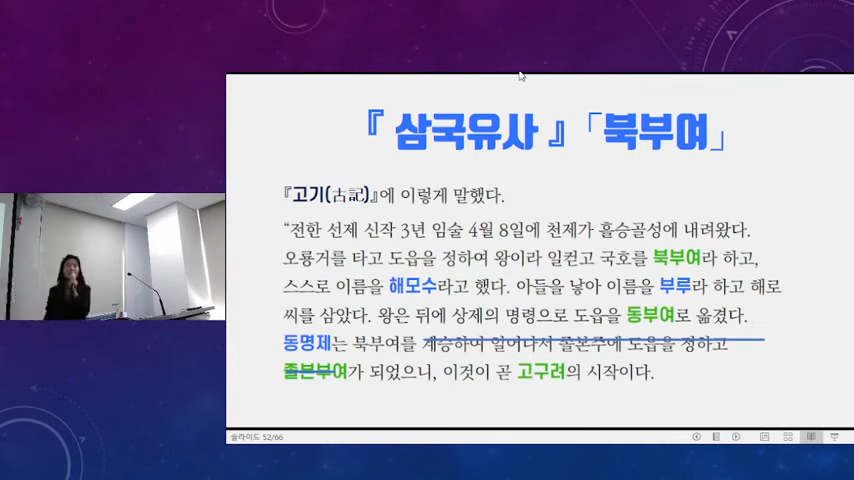 『 삼국유사 』「북부여」
『고기(古記)』에 이렇게 말했다.
“전한 선제 신작 3년 임술 4월 8일에 천제가 흘승골성에 내려왔다.
오룡거를 타고 도읍을 정하여 왕이라 일컫고 국호를 북부여라 하고,
스스로 이름을 해모수라고 했다. 아들을 낳아 이름을 부루라 하고 해로
씨를 삼았다. 왕은 뒤에 상제의 명령으로 도읍을 동부여로 옮겼다.
동명제는 북부여를 계승하여 일어나서 졸본주에 도읍을 정하고
졸본부여가 되었으니, 이것이 곧 고구려의 시작이다.
슬라이드 52/66